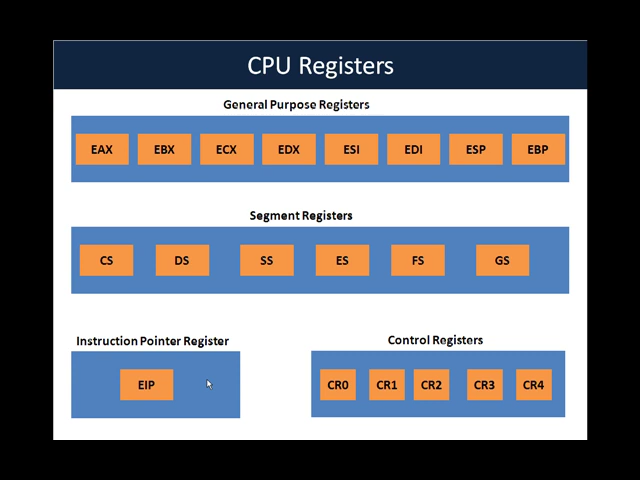 CPU Registers
General Purpose Registers
EAX EBX ECX EDX ESI EDI ESP EBP
Segment Registers
CS DS SS ES FS GS
Instruction Pointer Register
EIP
Control Registers
CR0 CR1 CR2 CR3 CR4